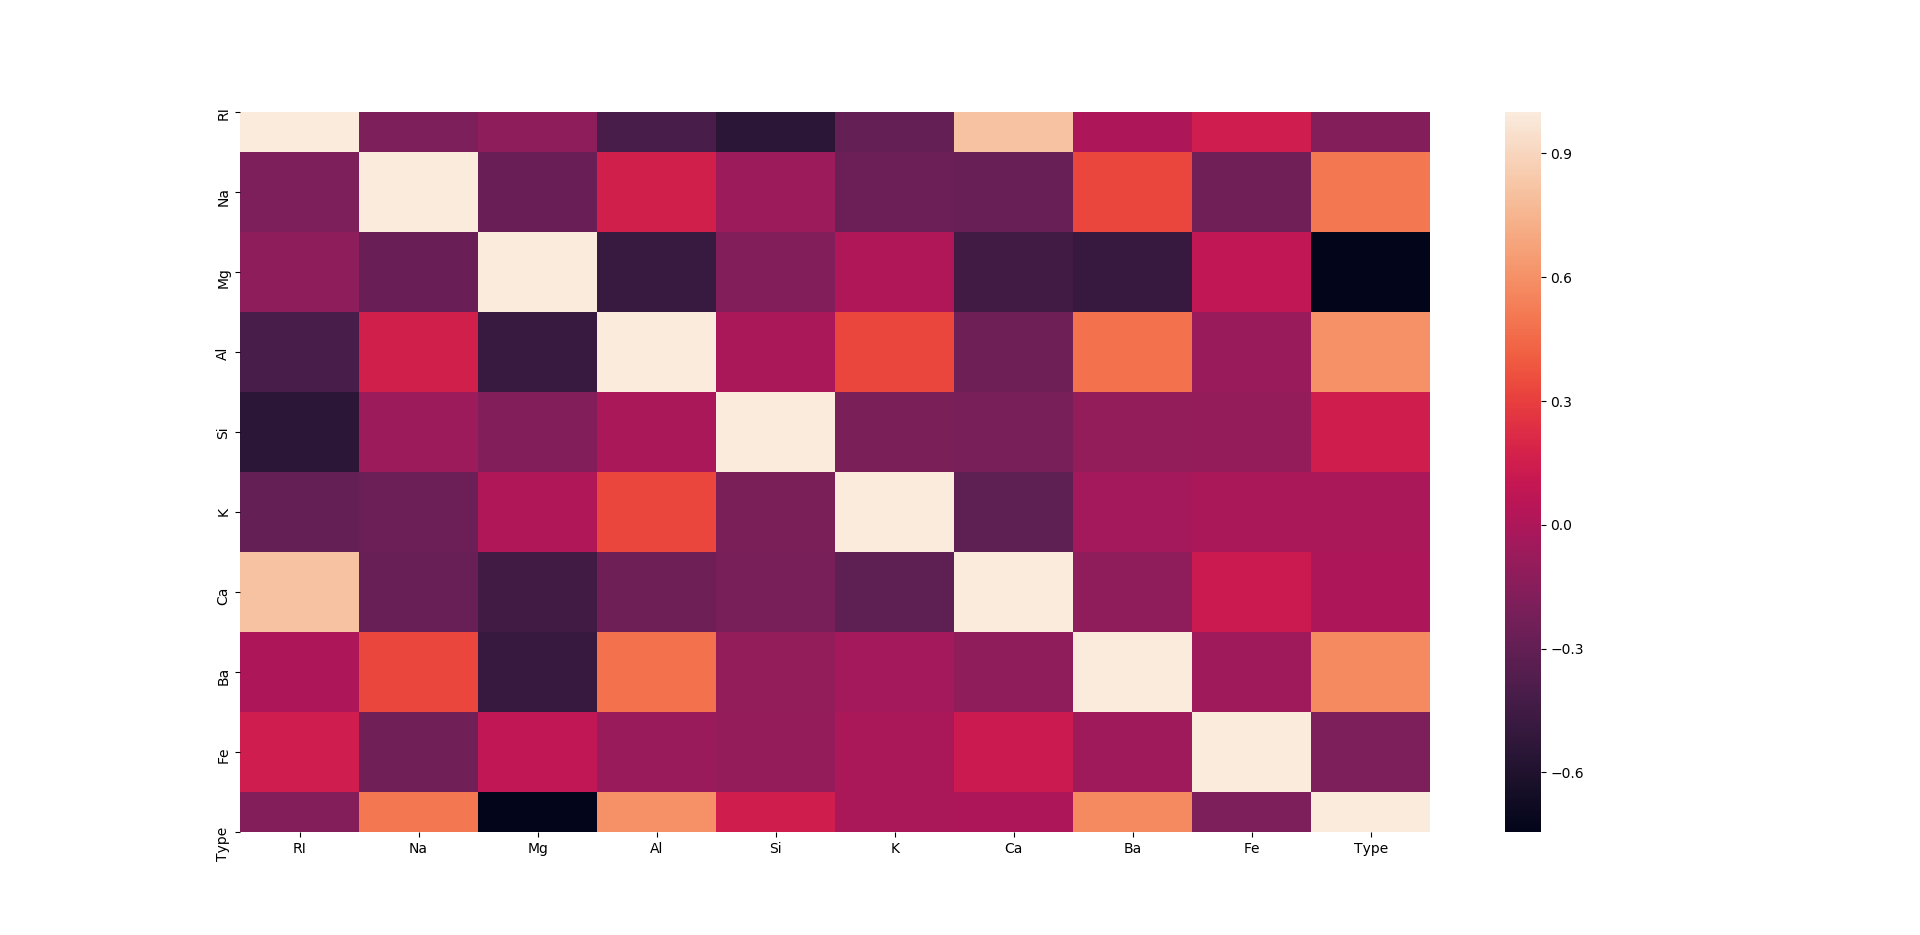 RI
Na
Mg
Al
Si
K
Ca
Ba
Fe
Type
RI Na Mg Al Si K Ca Ba Fe Type
0.9
0.6
0.3
0.0
−0.3
−0.6